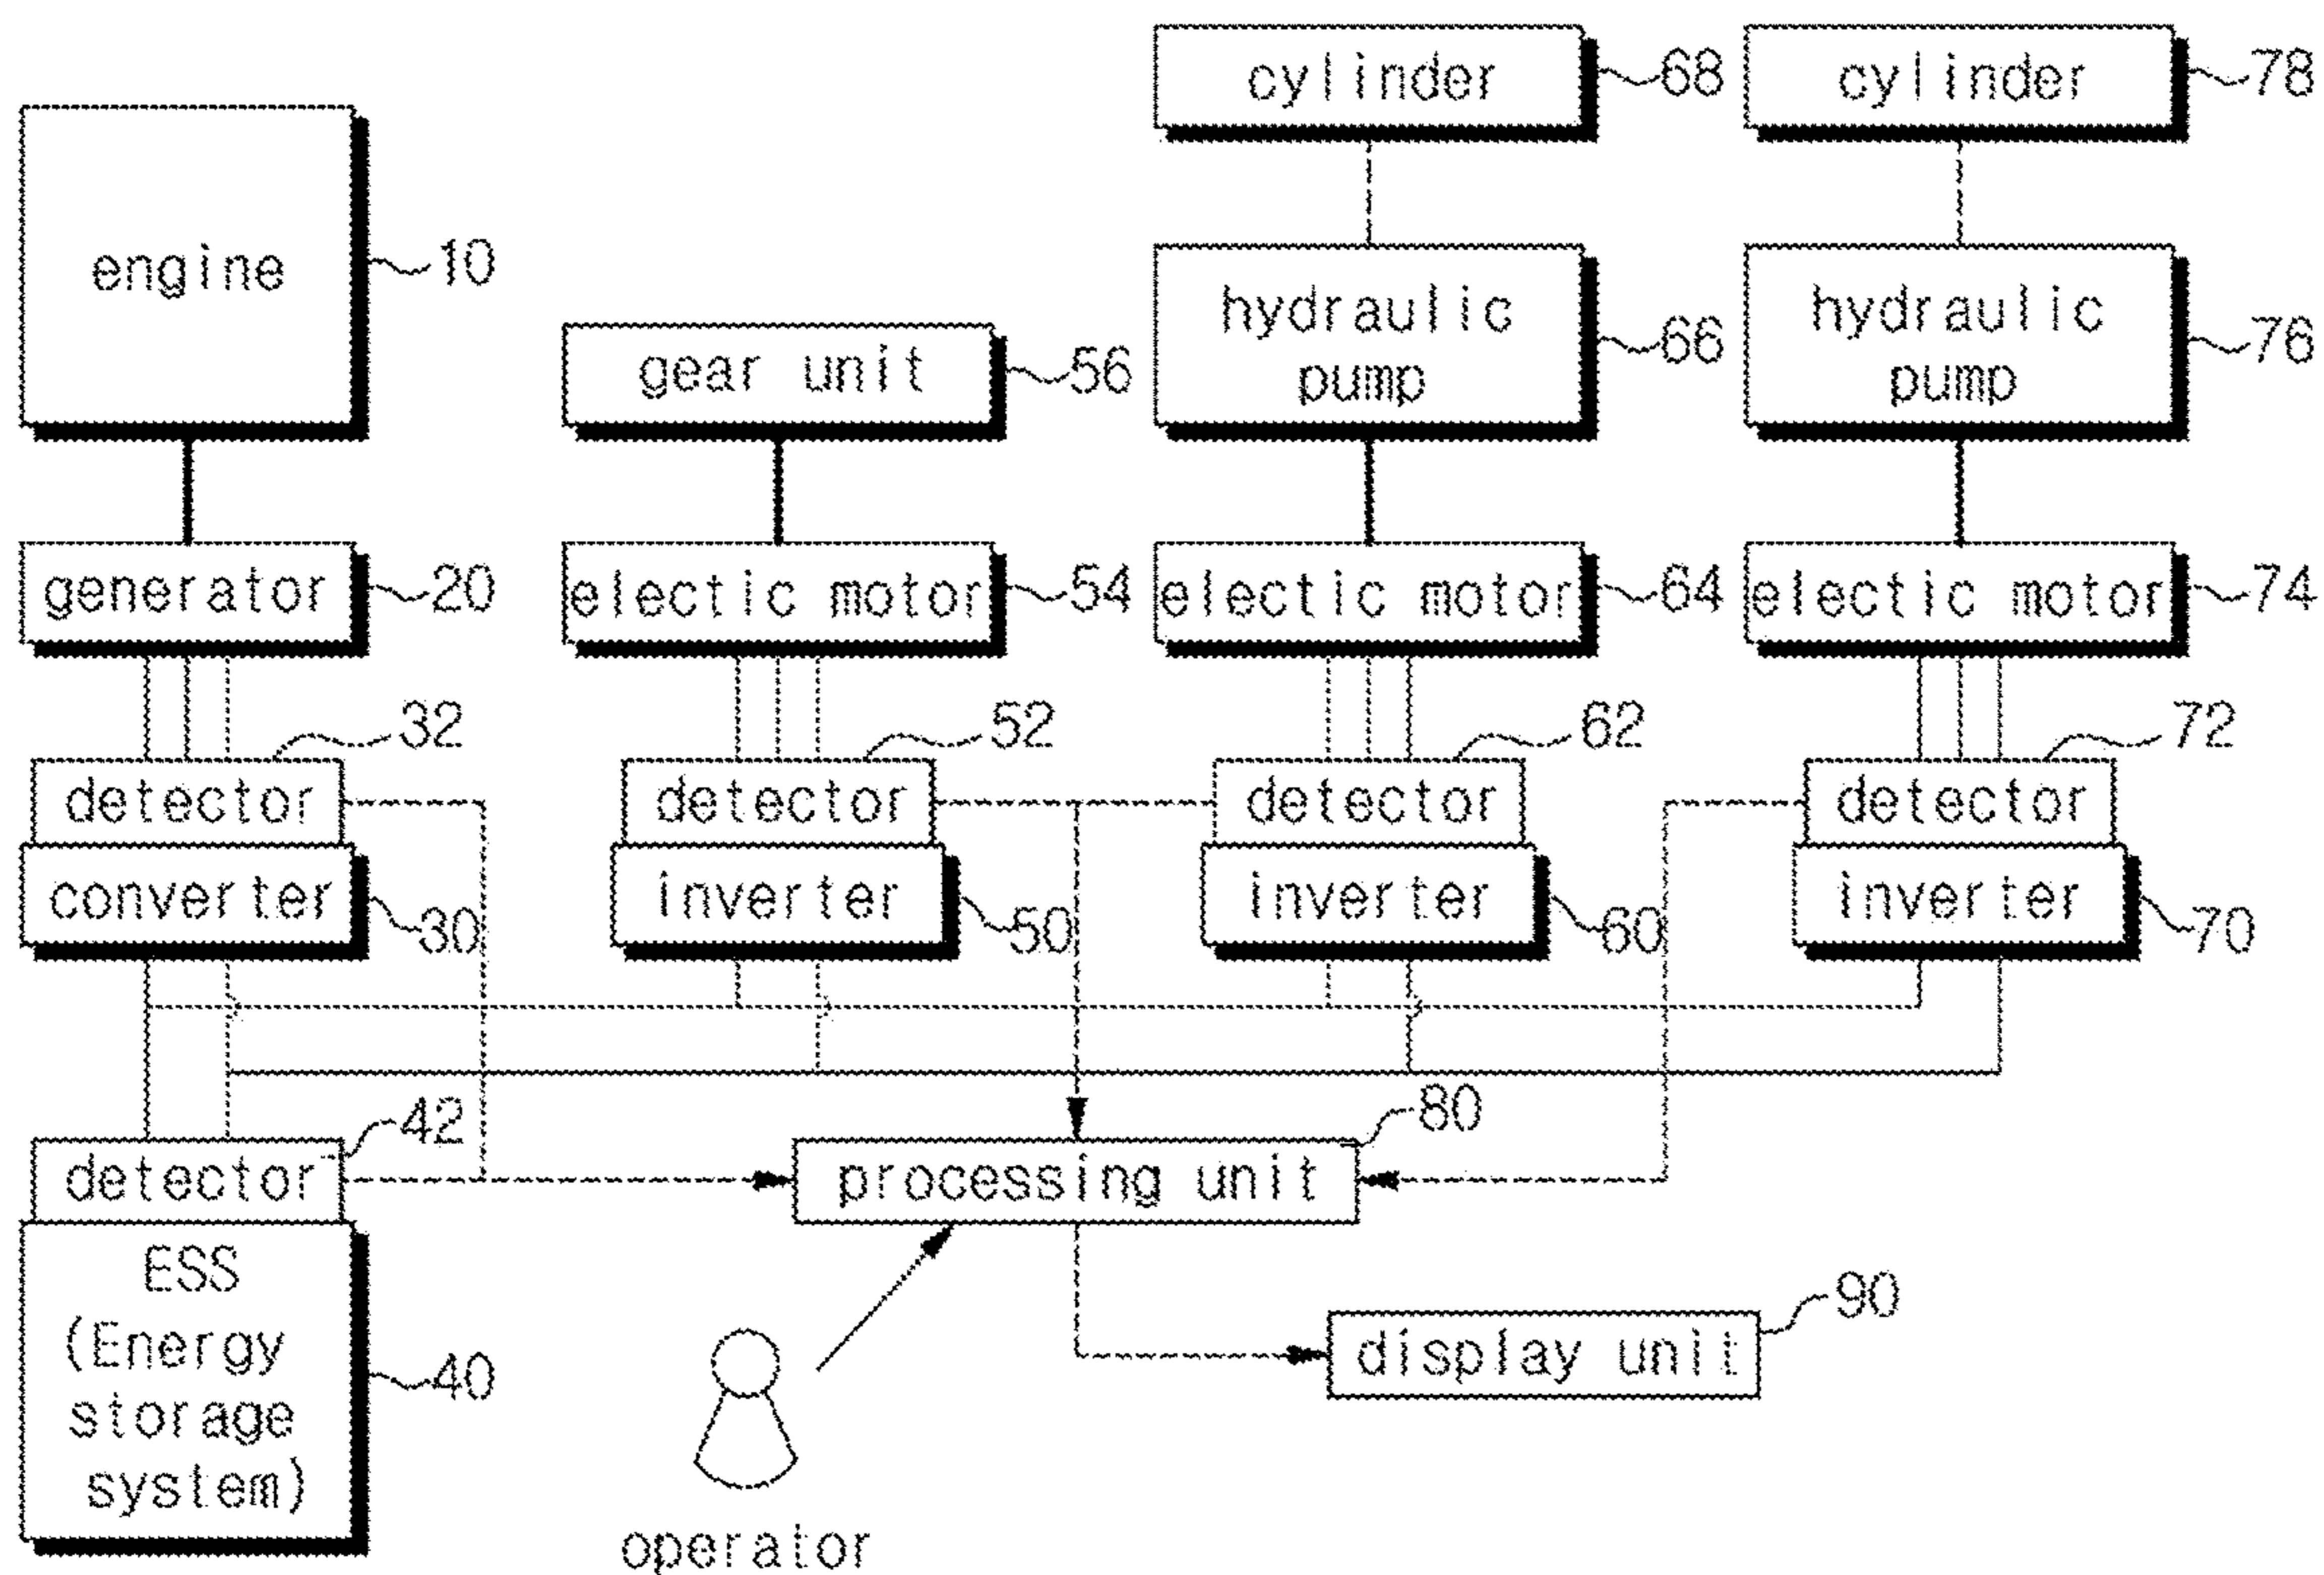 cylinder 68
cylinder 78
engine 10
hydraulic
pump 66
hydraulic
pump 76
gear unit 56
generator 20
electic motor 54
electic motor 64
electic motor 74
32
52
62
72
detector
detector
detector
detector
converter 30
inverter 50
inverter 60
inverter 70
42
80
detector
processing unit
ESS
(Energy
storage
system)
40
90
display unit
operator